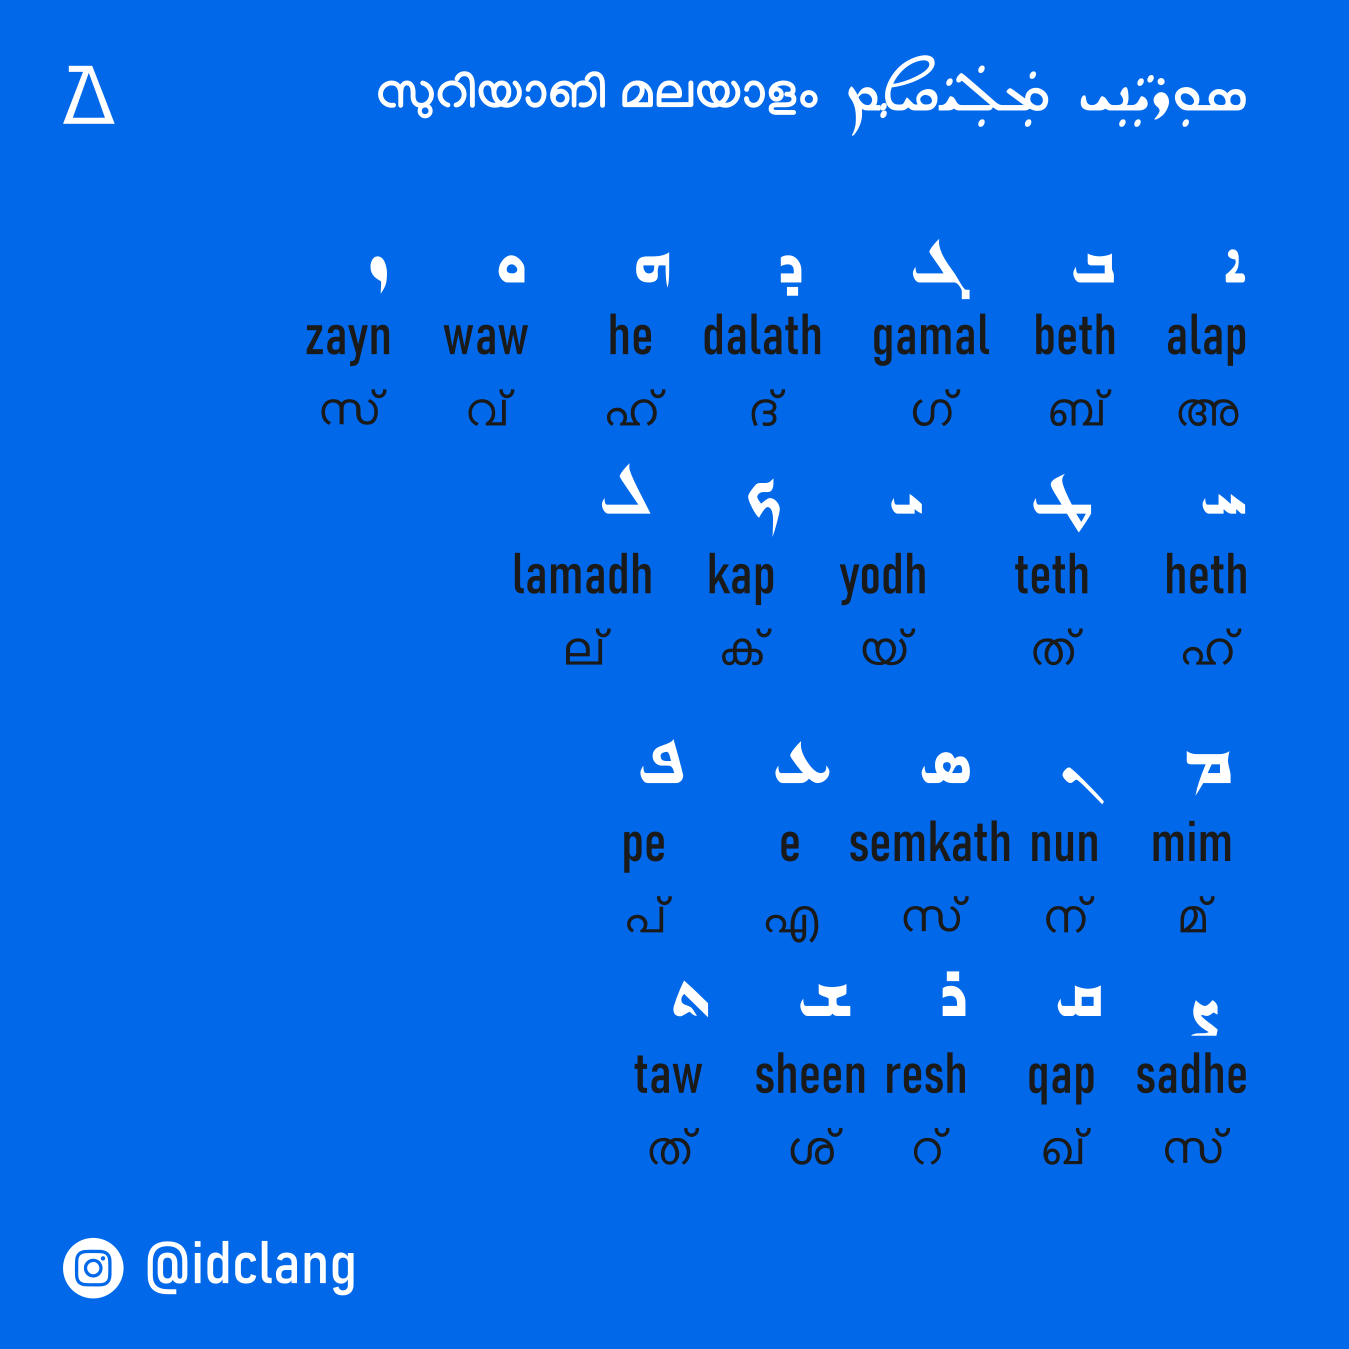 സുറിയാണി മലയാളം
ܐ ܒ ܓ ܕ ܗ ܘ ܙ
zayn waw he dalath gamal beth alap
സ് വ് ഹ് ദ് ഗ് ബ് അ
ܚ ܛ ܝ ܟ ܠ
lamadh kap yodh teth heth
ല് ക് യ് ത് ഹ്
ܡ ܢ ܣ ܥ ܦ
pe e semkath nun mim
പ് എ സ് ന് മ്
ܨ ܩ ܪ ܫ ܬ
taw sheen resh qap sadhe
ത് ശ് റ് ഖ് സ്
@idclang